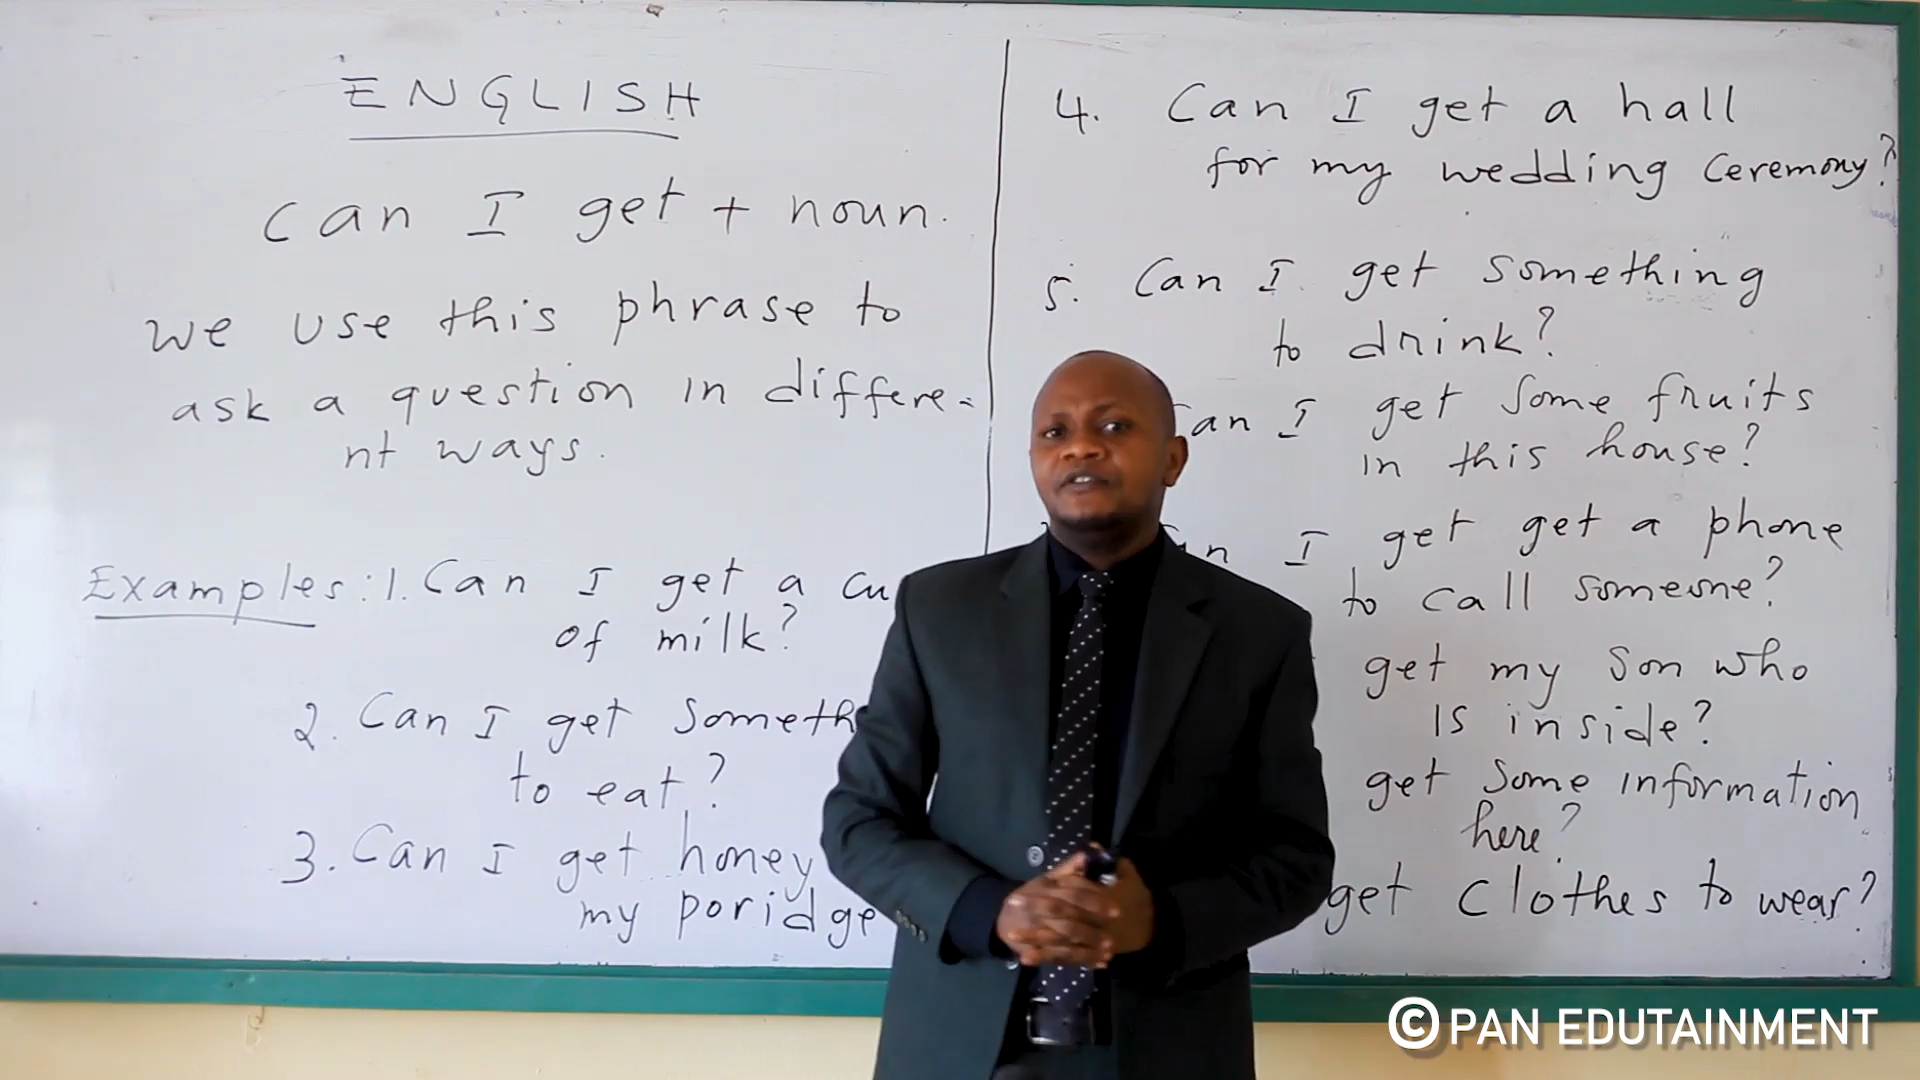 ENGLISH
Can I get + noun.
We use this phrase to
ask a question in differe-
nt ways.
Examples: 1. Can I get a
of milk?
2. Can I get
to eat?
3. Can I get honey
my poridge
4. Can I get a hall
for my wedding ceremony?
5. Can I get something
to drink?
I get some fruits
in this house?
I get get a phone
to call someone?
get my son who
is inside?
get some information
here?
get clothes to wear?
© PAN EDUTAINMENT